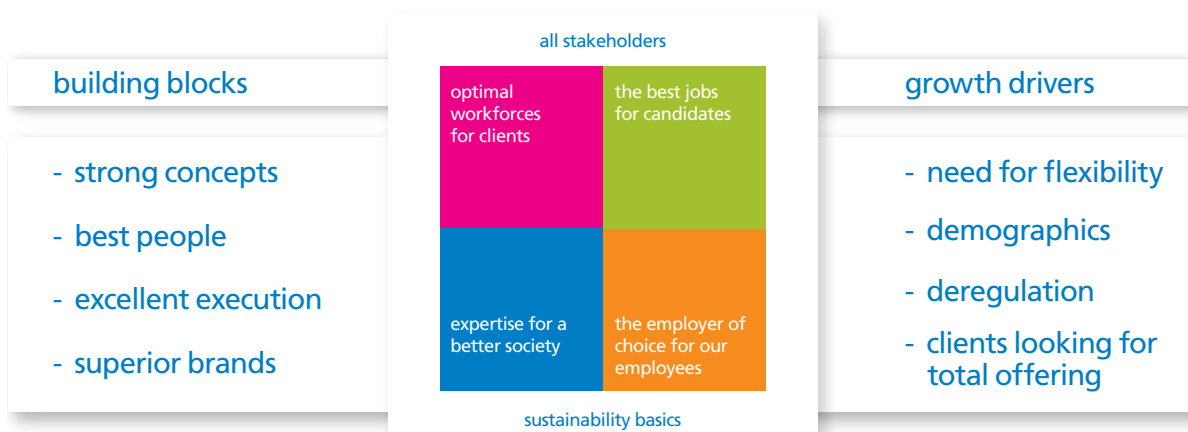 building blocks
- strong concepts
- best people
- excellent execution
- superior brands
all stakeholders
optimal
workforces
for clients
the best jobs
for candidates
expertise for a
better society
the employer of
choice for our
employees
sustainability basics
growth drivers
- need for flexibility
- demographics
- deregulation
- clients looking for
total offering